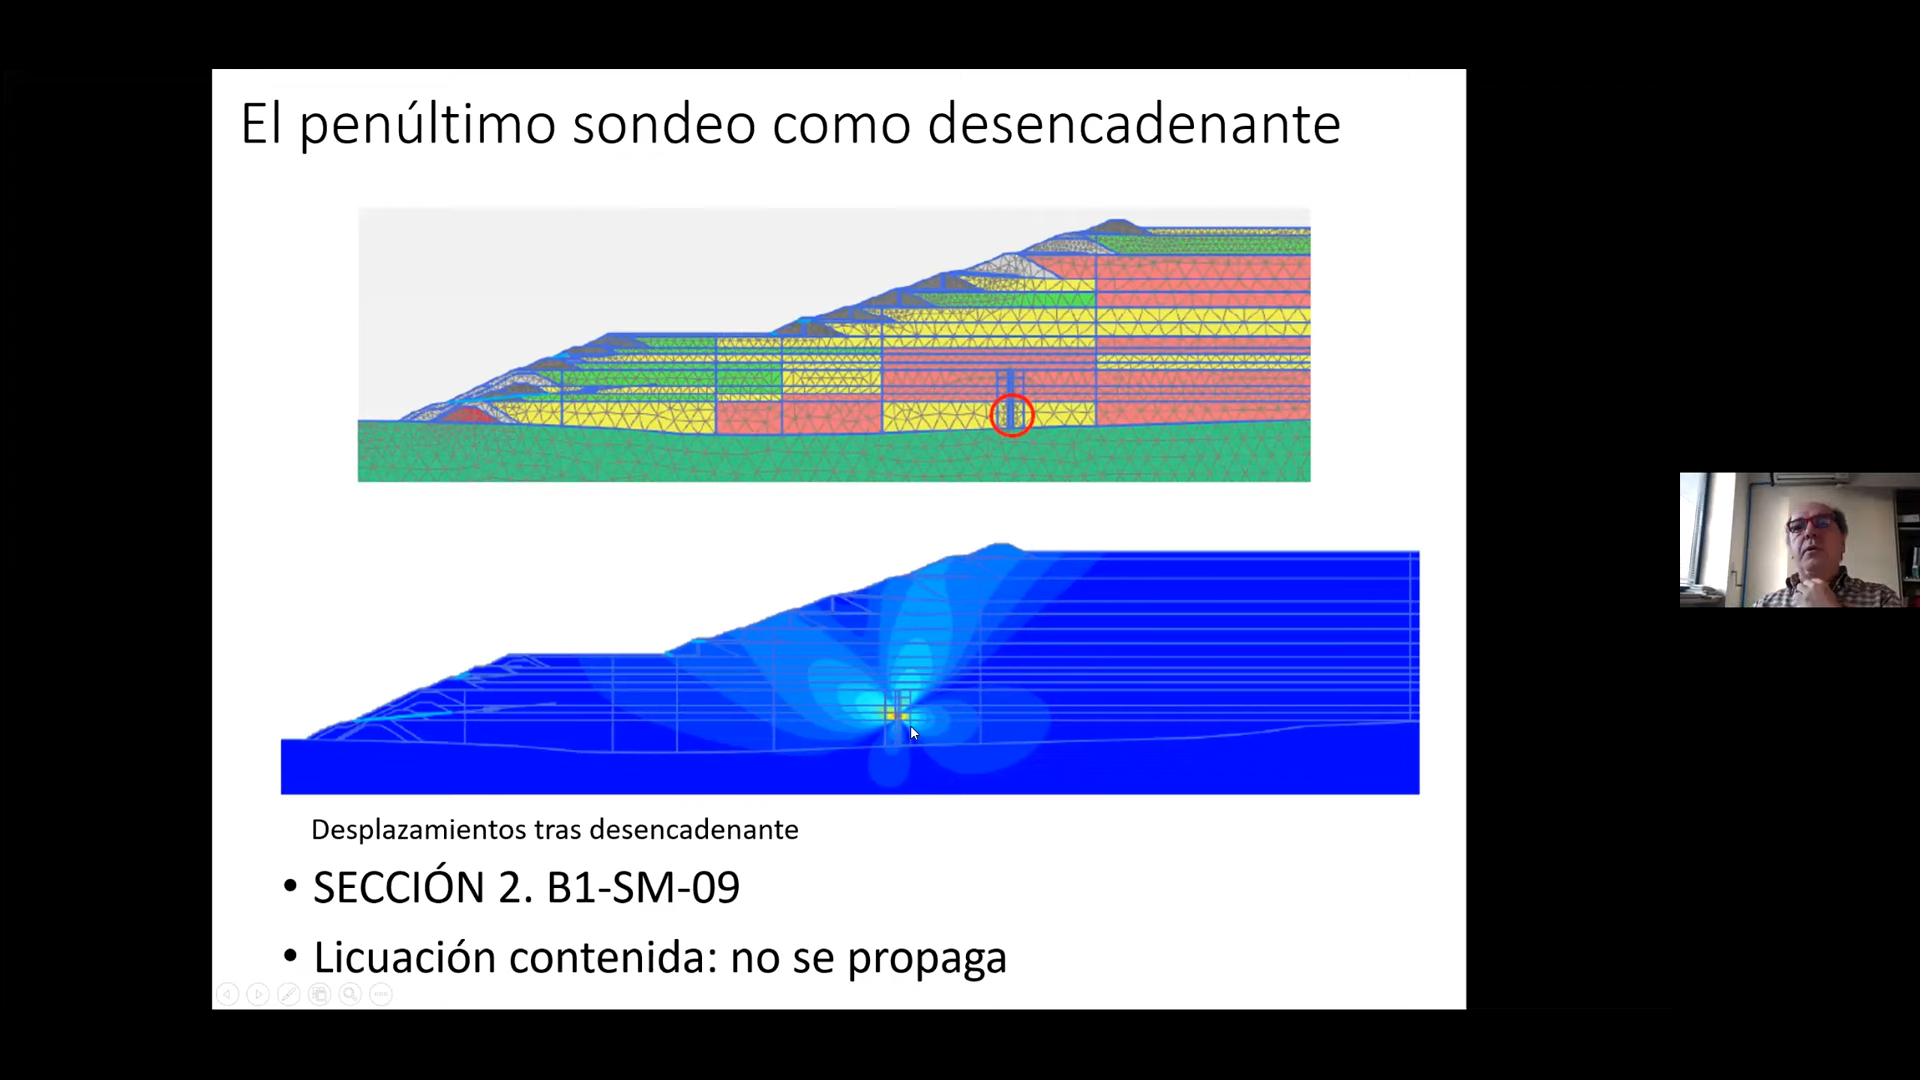 El penúltimo sondeo como desencadenante
Desplazamientos tras desencadenante
• SECCIÓN 2. B1-SM-09
• Licuación contenida: no se propaga